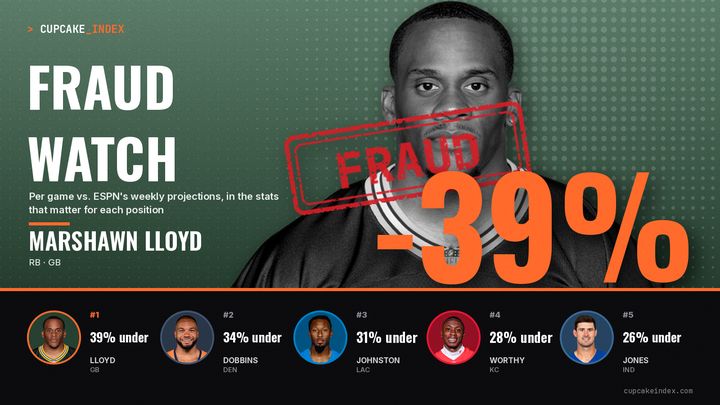 > CUPCAKE_INDEX
FRAUD
WATCH
Per game vs. ESPN's weekly projections, in the stats
that matter for each position
MARSHAWN LLOYD
RB · GB
FRAUD
-39%
#1
39% under
LLOYD
GB
#2
34% under
DOBBINS
DEN
#3
31% under
JOHNSTON
LAC
#4
28% under
WORTHY
KC
#5
26% under
JONES
IND
cupcakeindex.com